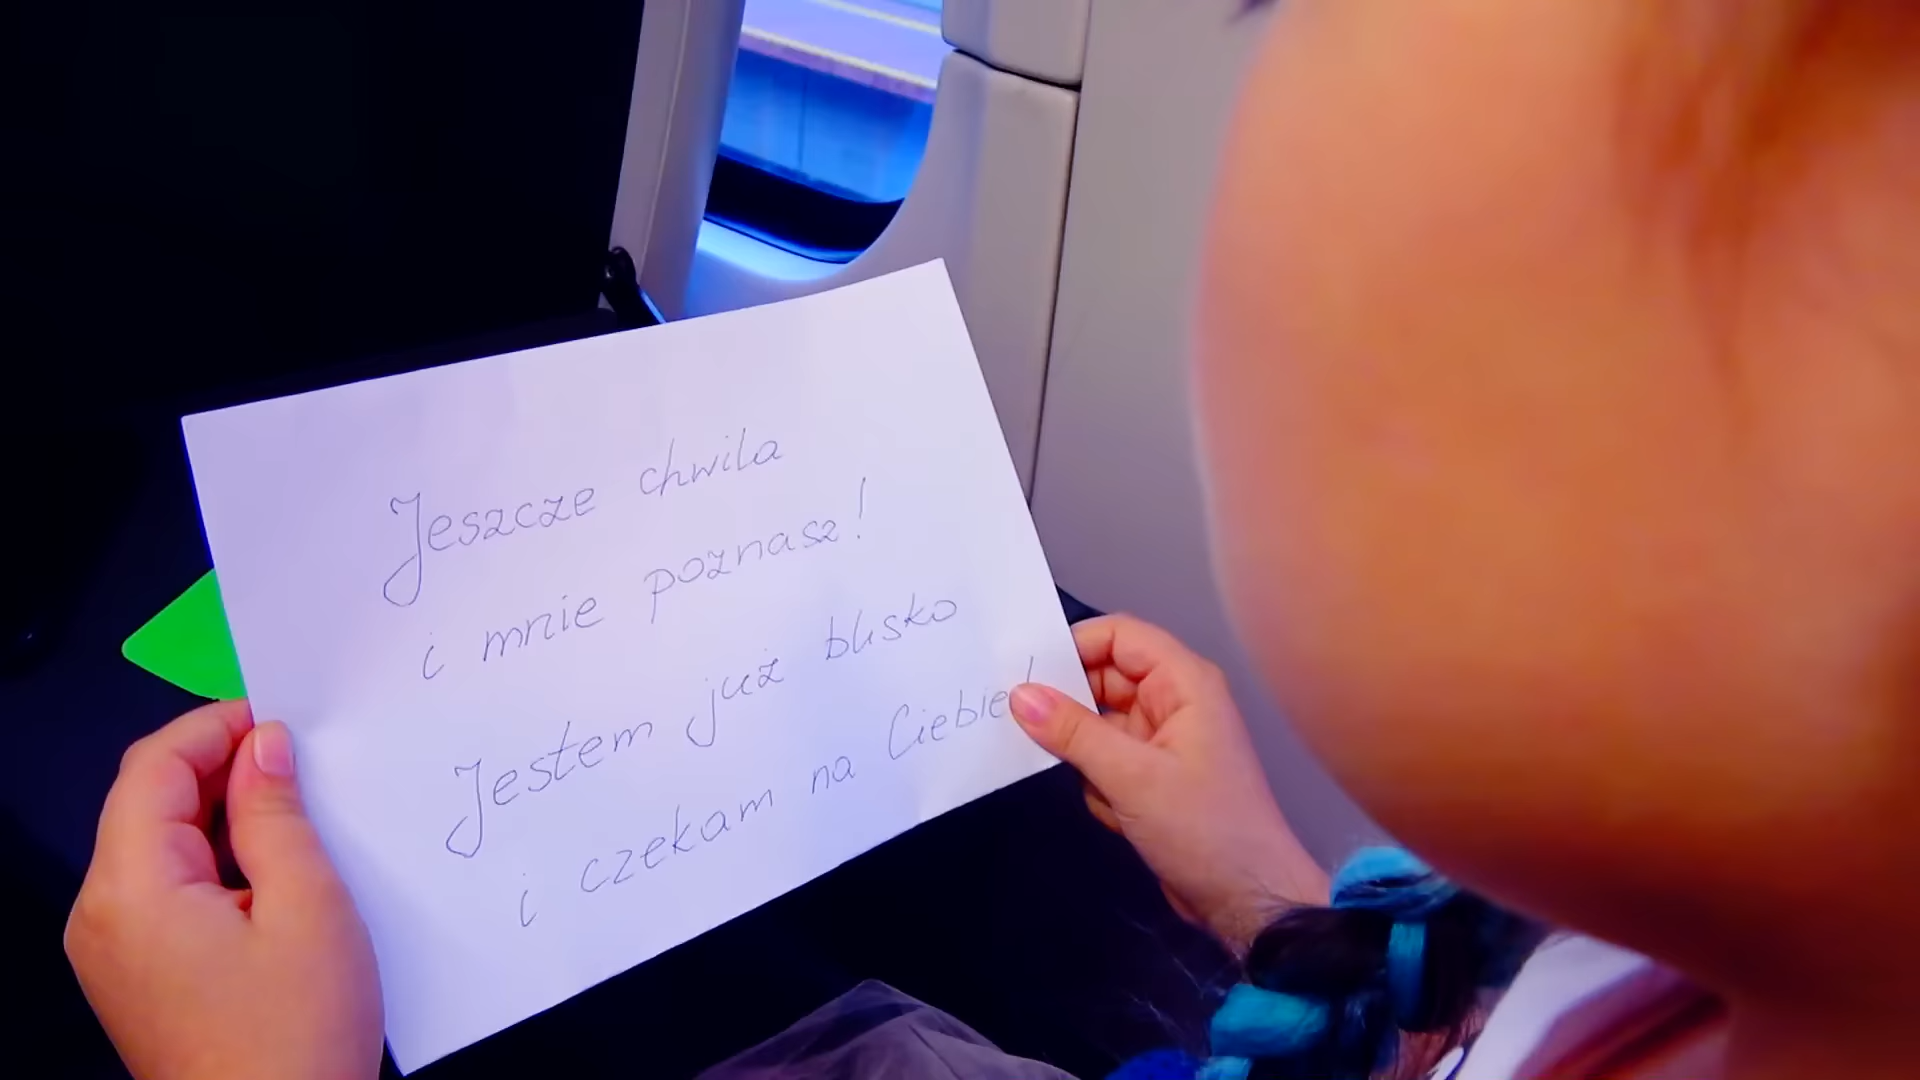 Jeszcze chwila
i mnie poznasz!
Jestem już blisko
i czekam na Ciebie!